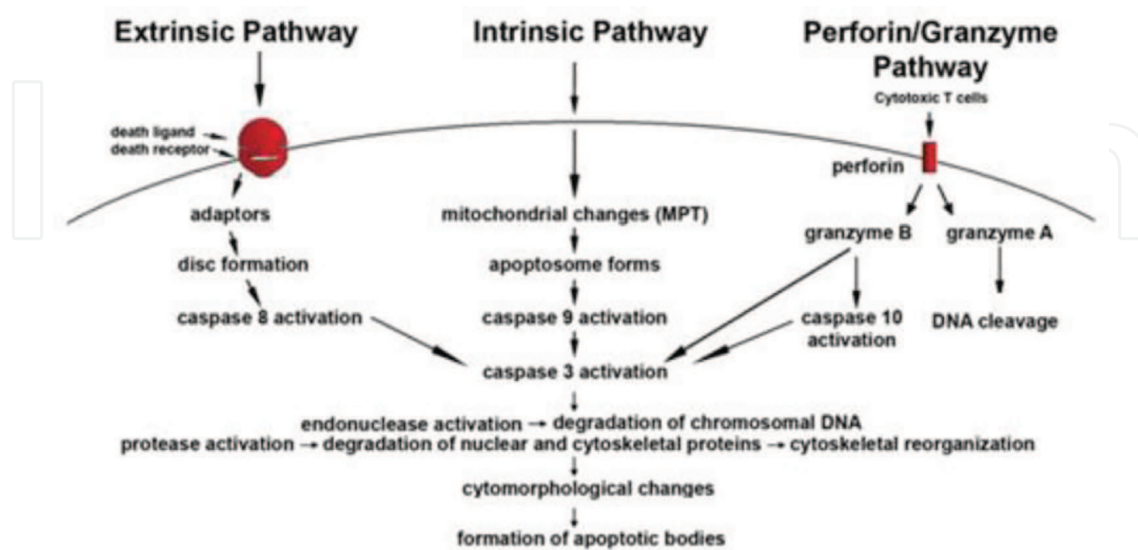 Extrinsic Pathway
Intrinsic Pathway
Perforin/Granzyme
Pathway
Cytotoxic T cells
death ligand
death receptor
perforin
adaptors
mitochondrial changes (MPT)
granzyme B
granzyme A
disc formation
apoptosome forms
caspase 8 activation
caspase 9 activation
caspase 10
activation
DNA cleavage
caspase 3 activation
endonuclease activation → degradation of chromosomal DNA
protease activation → degradation of nuclear and cytoskeletal proteins → cytoskeletal reorganization
cytomorphological changes
formation of apoptotic bodies